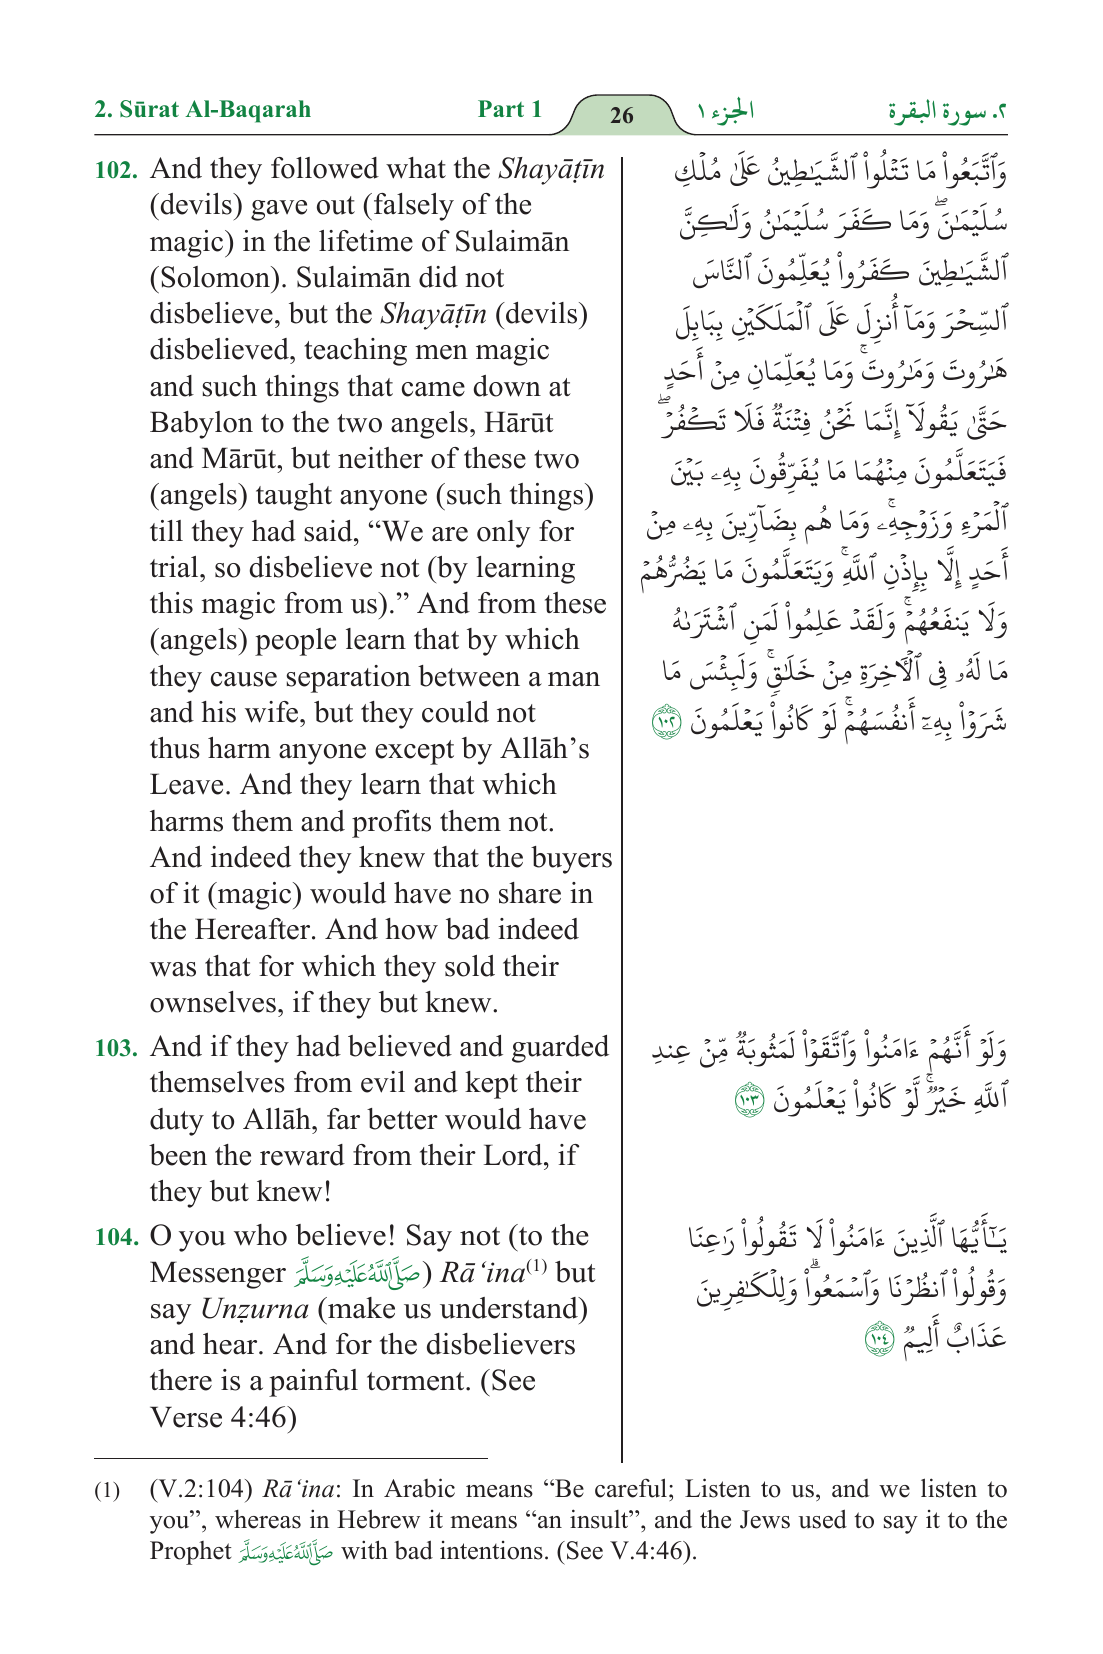 2. Sūrat Al-Baqarah Part 1 26 الجزء ١ ٢. سورة البقرة
102. And they followed what the Shayāṭīn
(devils) gave out (falsely of the
magic) in the lifetime of Sulaimān
(Solomon). Sulaimān did not
disbelieve, but the Shayāṭīn (devils)
disbelieved, teaching men magic
and such things that came down at
Babylon to the two angels, Hārūt
and Mārūt, but neither of these two
(angels) taught anyone (such things)
till they had said, “We are only for
trial, so disbelieve not (by learning
this magic from us).” And from these
(angels) people learn that by which
they cause separation between a man
and his wife, but they could not
thus harm anyone except by Allāh’s
Leave. And they learn that which
harms them and profits them not.
And indeed they knew that the buyers
of it (magic) would have no share in
the Hereafter. And how bad indeed
was that for which they sold their
ownselves, if they but knew.
وَٱتَّبَعُوا۟ مَا تَتْلُوا۟ ٱلشَّيَـٰطِينُ عَلَىٰ مُلْكِ
سُلَيْمَـٰنَ ۖ وَمَا كَفَرَ سُلَيْمَـٰنُ وَلَـٰكِنَّ
ٱلشَّيَـٰطِينَ كَفَرُوا۟ يُعَلِّمُونَ ٱلنَّاسَ
ٱلسِّحْرَ وَمَآ أُنزِلَ عَلَى ٱلْمَلَكَيْنِ بِبَابِلَ
هَـٰرُوتَ وَمَـٰرُوتَ ۚ وَمَا يُعَلِّمَانِ مِنْ أَحَدٍ
حَتَّىٰ يَقُولَآ إِنَّمَا نَحْنُ فِتْنَةٌ فَلَا تَكْفُرْ ۖ
فَيَتَعَلَّمُونَ مِنْهُمَا مَا يُفَرِّقُونَ بِهِۦ بَيْنَ
ٱلْمَرْءِ وَزَوْجِهِۦ ۚ وَمَا هُم بِضَآرِّينَ بِهِۦ مِنْ
أَحَدٍ إِلَّا بِإِذْنِ ٱللَّهِ ۚ وَيَتَعَلَّمُونَ مَا يَضُرُّهُمْ
وَلَا يَنفَعُهُمْ ۚ وَلَقَدْ عَلِمُوا۟ لَمَنِ ٱشْتَرَىٰهُ
مَا لَهُۥ فِى ٱلْـَٔاخِرَةِ مِنْ خَلَـٰقٍ ۚ وَلَبِئْسَ مَا
شَرَوْا۟ بِهِۦٓ أَنفُسَهُمْ ۚ لَوْ كَانُوا۟ يَعْلَمُونَ ١٠٢
103. And if they had believed and guarded
themselves from evil and kept their
duty to Allāh, far better would have
been the reward from their Lord, if
they but knew!
وَلَوْ أَنَّهُمْ ءَامَنُوا۟ وَٱتَّقَوْا۟ لَمَثُوبَةٌ مِّنْ عِندِ
ٱللَّهِ خَيْرٌ ۖ لَّوْ كَانُوا۟ يَعْلَمُونَ ١٠٣
104. O you who believe! Say not (to the
Messenger صَلَّى ٱللَّهُ عَلَيْهِ وَسَلَّمَ) Rā‘ina(1) but
say Unẓurna (make us understand)
and hear. And for the disbelievers
there is a painful torment. (See
Verse 4:46)
يَـٰٓأَيُّهَا ٱلَّذِينَ ءَامَنُوا۟ لَا تَقُولُوا۟ رَٰعِنَا
وَقُولُوا۟ ٱنظُرْنَا وَٱسْمَعُوا۟ ۗ وَلِلْكَـٰفِرِينَ
عَذَابٌ أَلِيمٌ ١٠٤
(1) (V.2:104) Rā‘ina: In Arabic means “Be careful; Listen to us, and we listen to
you”, whereas in Hebrew it means “an insult”, and the Jews used to say it to the
Prophet صَلَّى ٱللَّهُ عَلَيْهِ وَسَلَّمَ with bad intentions. (See V.4:46).